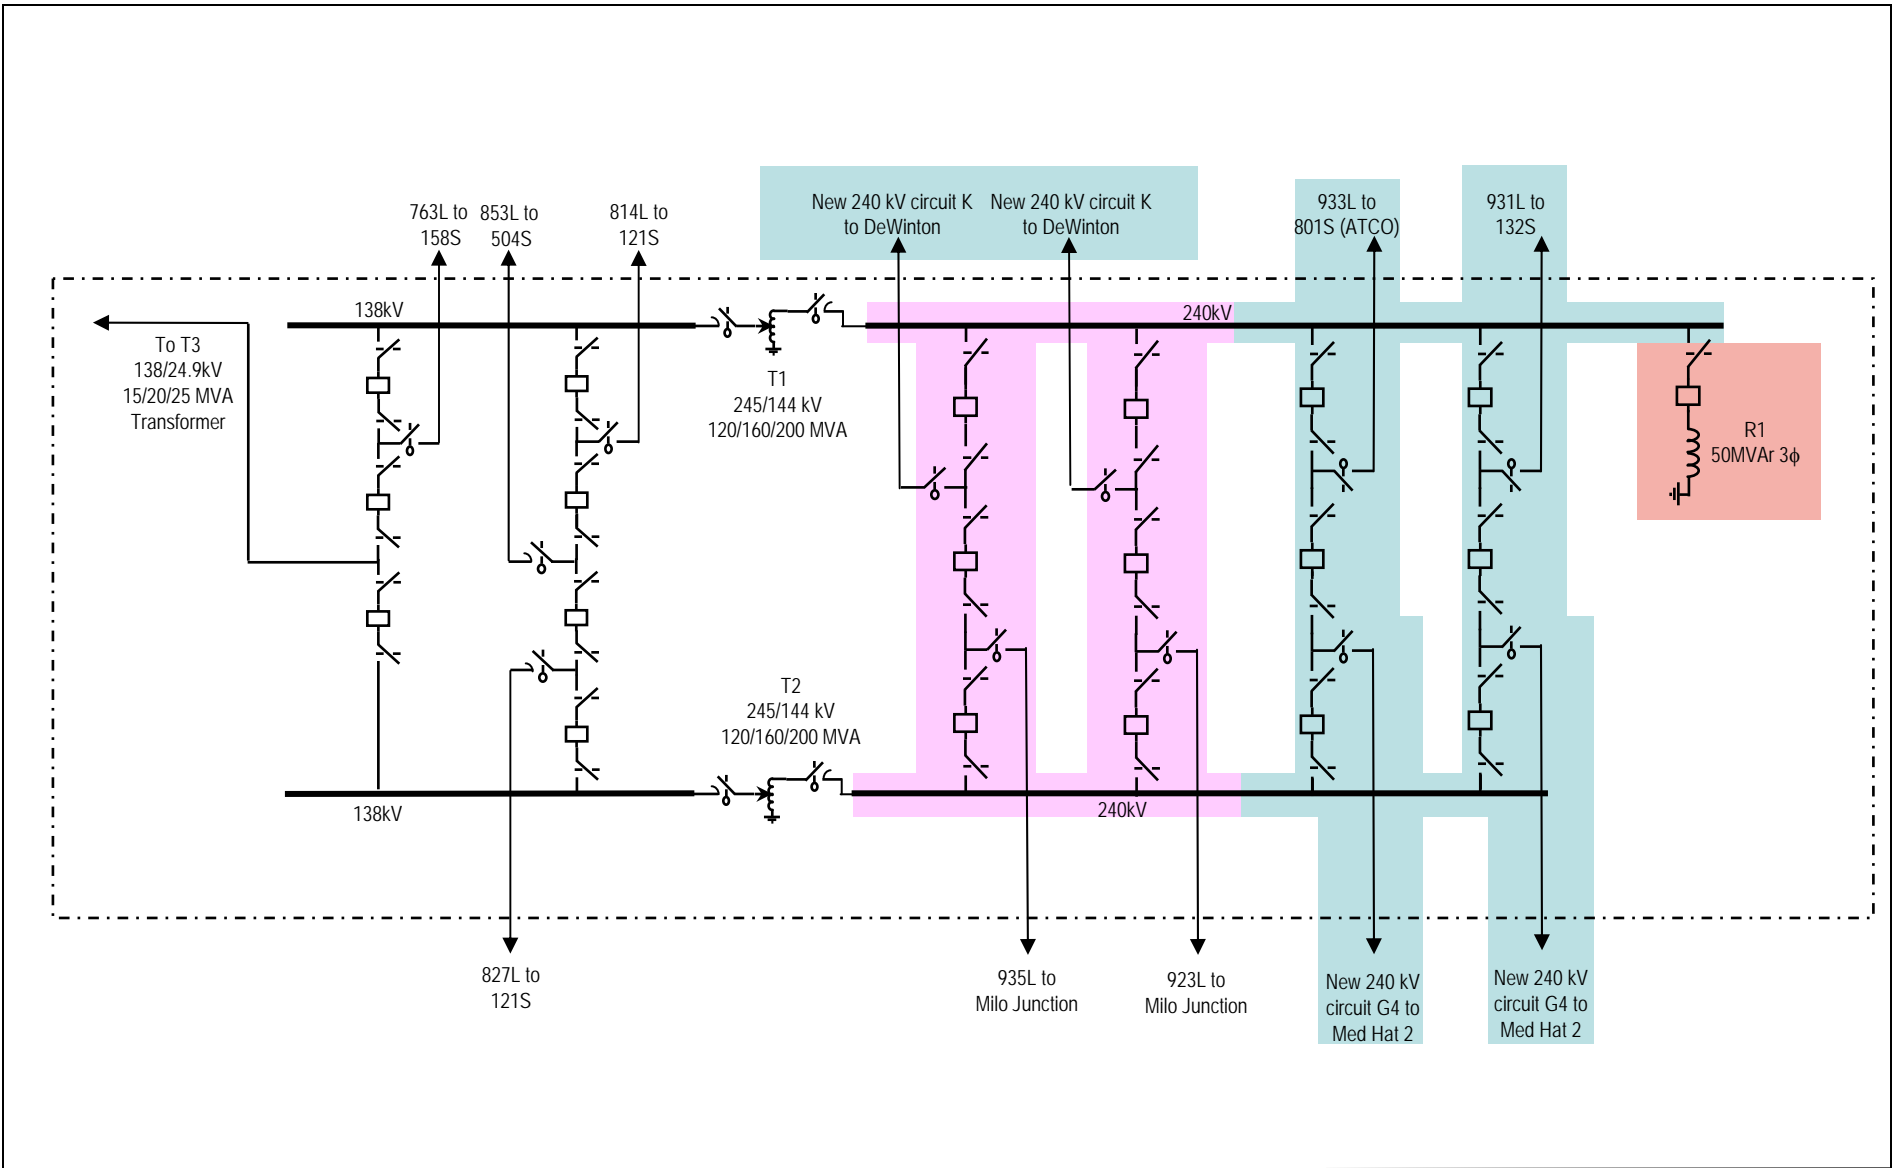 763L to
158S
853L to
504S
814L to
121S
New 240 kV circuit K
to DeWinton
New 240 kV circuit K
to DeWinton
933L to
801S (ATCO)
931L to
132S
138kV
240kV
To T3
138/24.9kV
15/20/25 MVA
Transformer
T1
245/144 kV
120/160/200 MVA
R1
50MVAr 3ϕ
T2
245/144 kV
120/160/200 MVA
138kV
240kV
827L to
121S
935L to
Milo Junction
923L to
Milo Junction
New 240 kV
circuit G4 to
Med Hat 2
New 240 kV
circuit G4 to
Med Hat 2